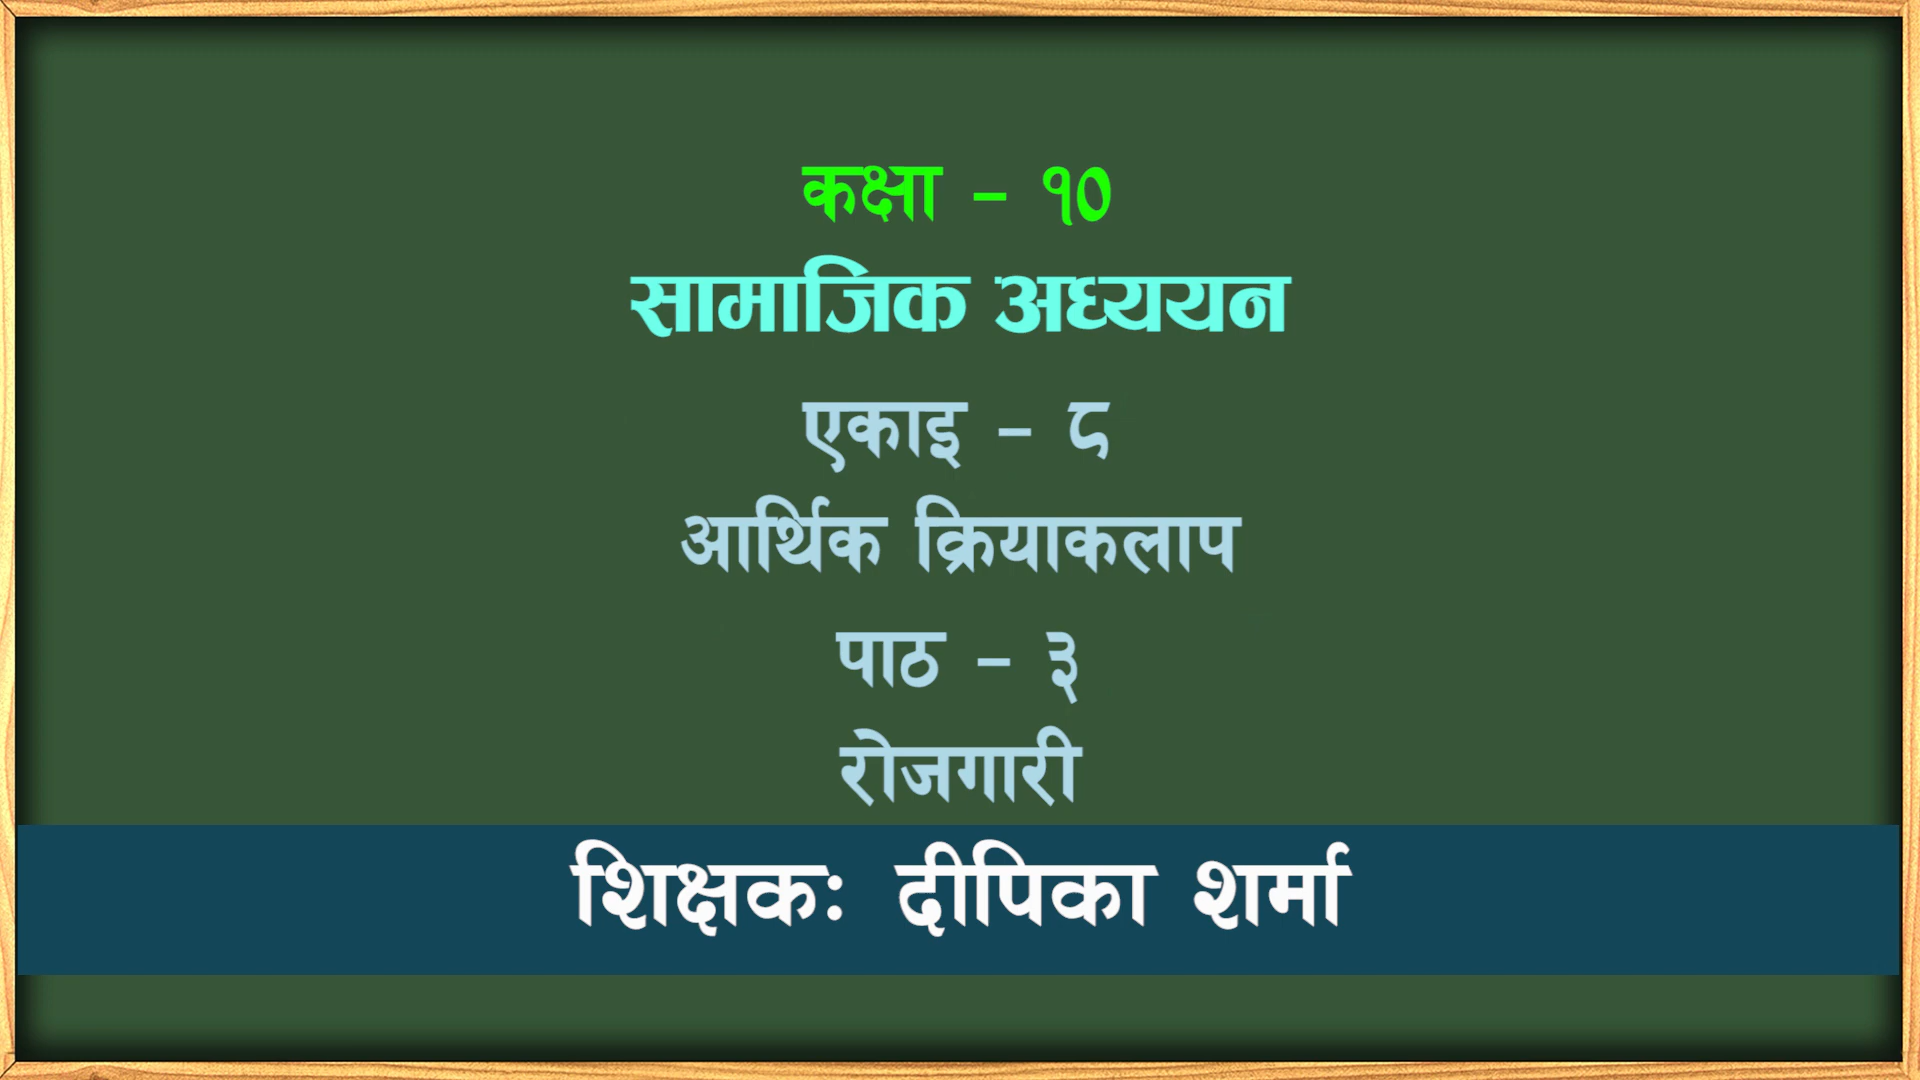 कक्षा – १०
सामाजिक अध्ययन
एकाइ – ८
आर्थिक क्रियाकलाप
पाठ – ३
रोजगारी
शिक्षकः दीपिका शर्मा